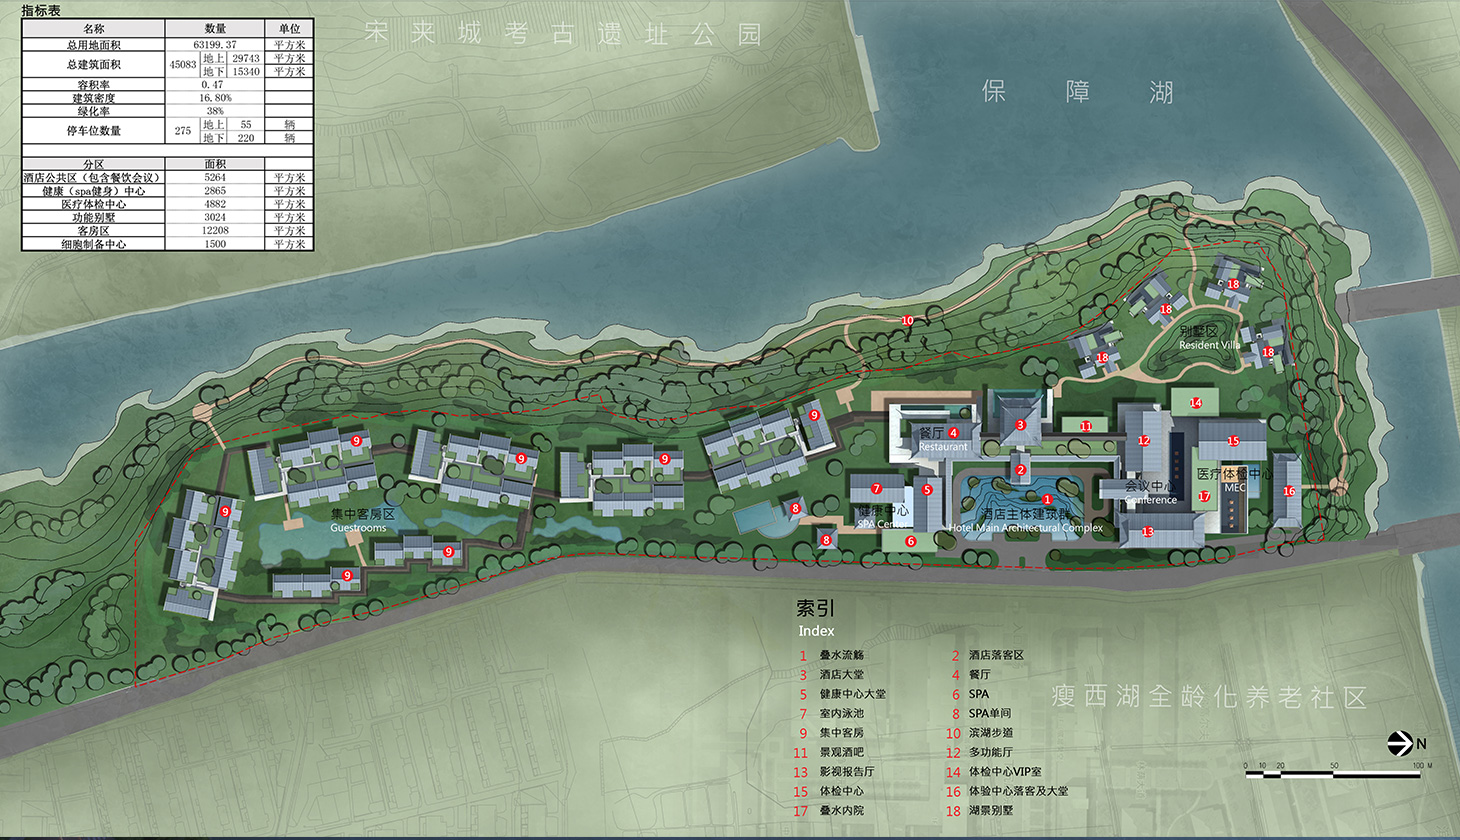 指标表
名称 数量 单位
总用地面积 63199.37 平方米
总建筑面积 45083 地上 29743 平方米
地下 15340 平方米
容积率 0.47
建筑密度 16.80%
绿化率 38%
停车位数量 275 地上 55 辆
地下 220 辆
分区 面积
酒店公共区（包含餐饮会议） 5264 平方米
健康（spa健身）中心 2865 平方米
医疗体检中心 4882 平方米
功能别墅 3024 平方米
客房区 12208 平方米
细胞制备中心 1500 平方米
宋夹城考古遗址公园
保障湖
18
18
18
18
别墅区
Resident Villa
10
14
9
9
9
9
9
餐厅 4
Restaurant
3
11
12
15
2
医疗体检中心
MEC
会议中心
Conference
16
17
13
7
5
1
健康中心
SPA Center
酒店主体建筑群
Hotel Main Architectural Complex
8
8
6
集中客房区
Guestrooms
9
9
索引
Index
1 叠水流觞 2 酒店落客区
3 酒店大堂 4 餐厅
5 健康中心大堂 6 SPA
7 室内泳池 8 SPA单间
9 集中客房 10 滨湖步道
11 景观酒吧 12 多功能厅
13 影视报告厅 14 体检中心VIP室
15 体检中心 16 体验中心落客及大堂
17 叠水内院 18 湖景别墅
瘦西湖全龄化养老社区
N
0 10 20 50 100 M